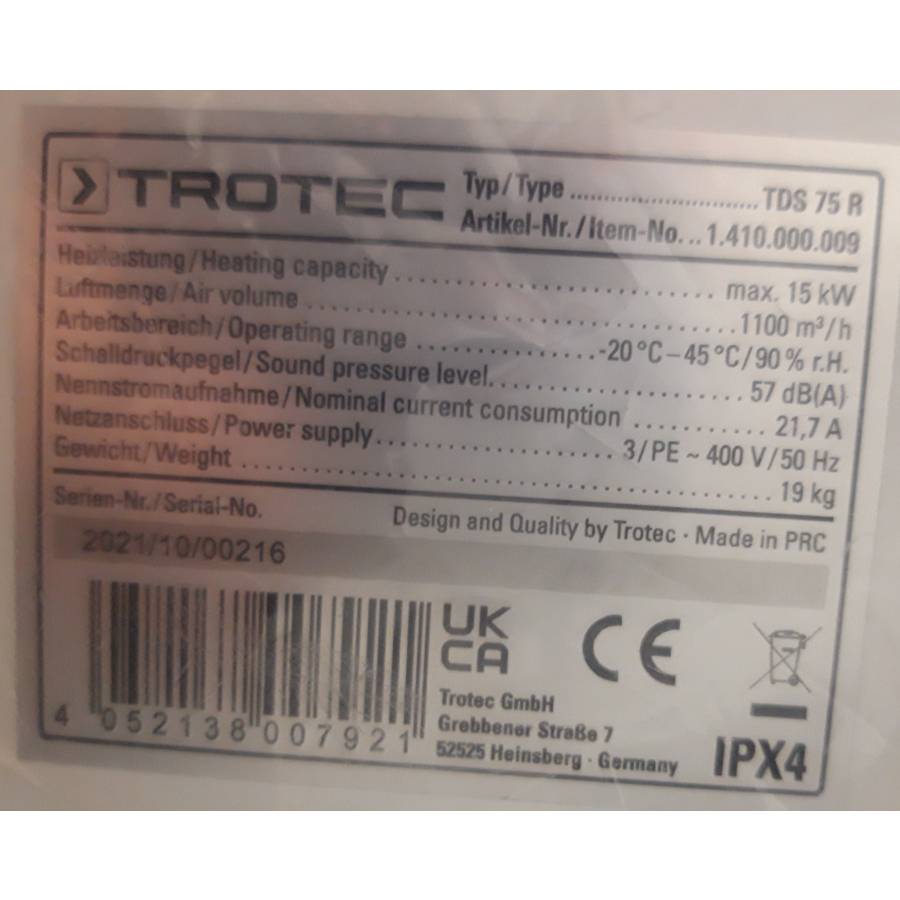 TROTEC
Typ/Type ........................... TDS 75 R
Artikel-Nr./Item-No. .. 1.410.000.009
Heizleistung/Heating capacity ............................... max. 15 kW
Luftmenge/Air volume .......................................... 1100 m³/h
Arbeitsbereich/Operating range ................ -20°C–45°C/90% r.H.
Schalldruckpegel/Sound pressure level......................... 57 dB(A)
Nennstromaufnahme/Nominal current consumption ........... 21,7 A
Netzanschluss/Power supply...................... 3/PE ~ 400 V/50 Hz
Gewicht/Weight .................................................... 19 kg
Serien-Nr./Serial-No.
Design and Quality by Trotec · Made in PRC
2021/10/00216
4 052138 007921
UK
CA
CE
Trotec GmbH
Grebbener Straße 7
52525 Heinsberg · Germany
IPX4